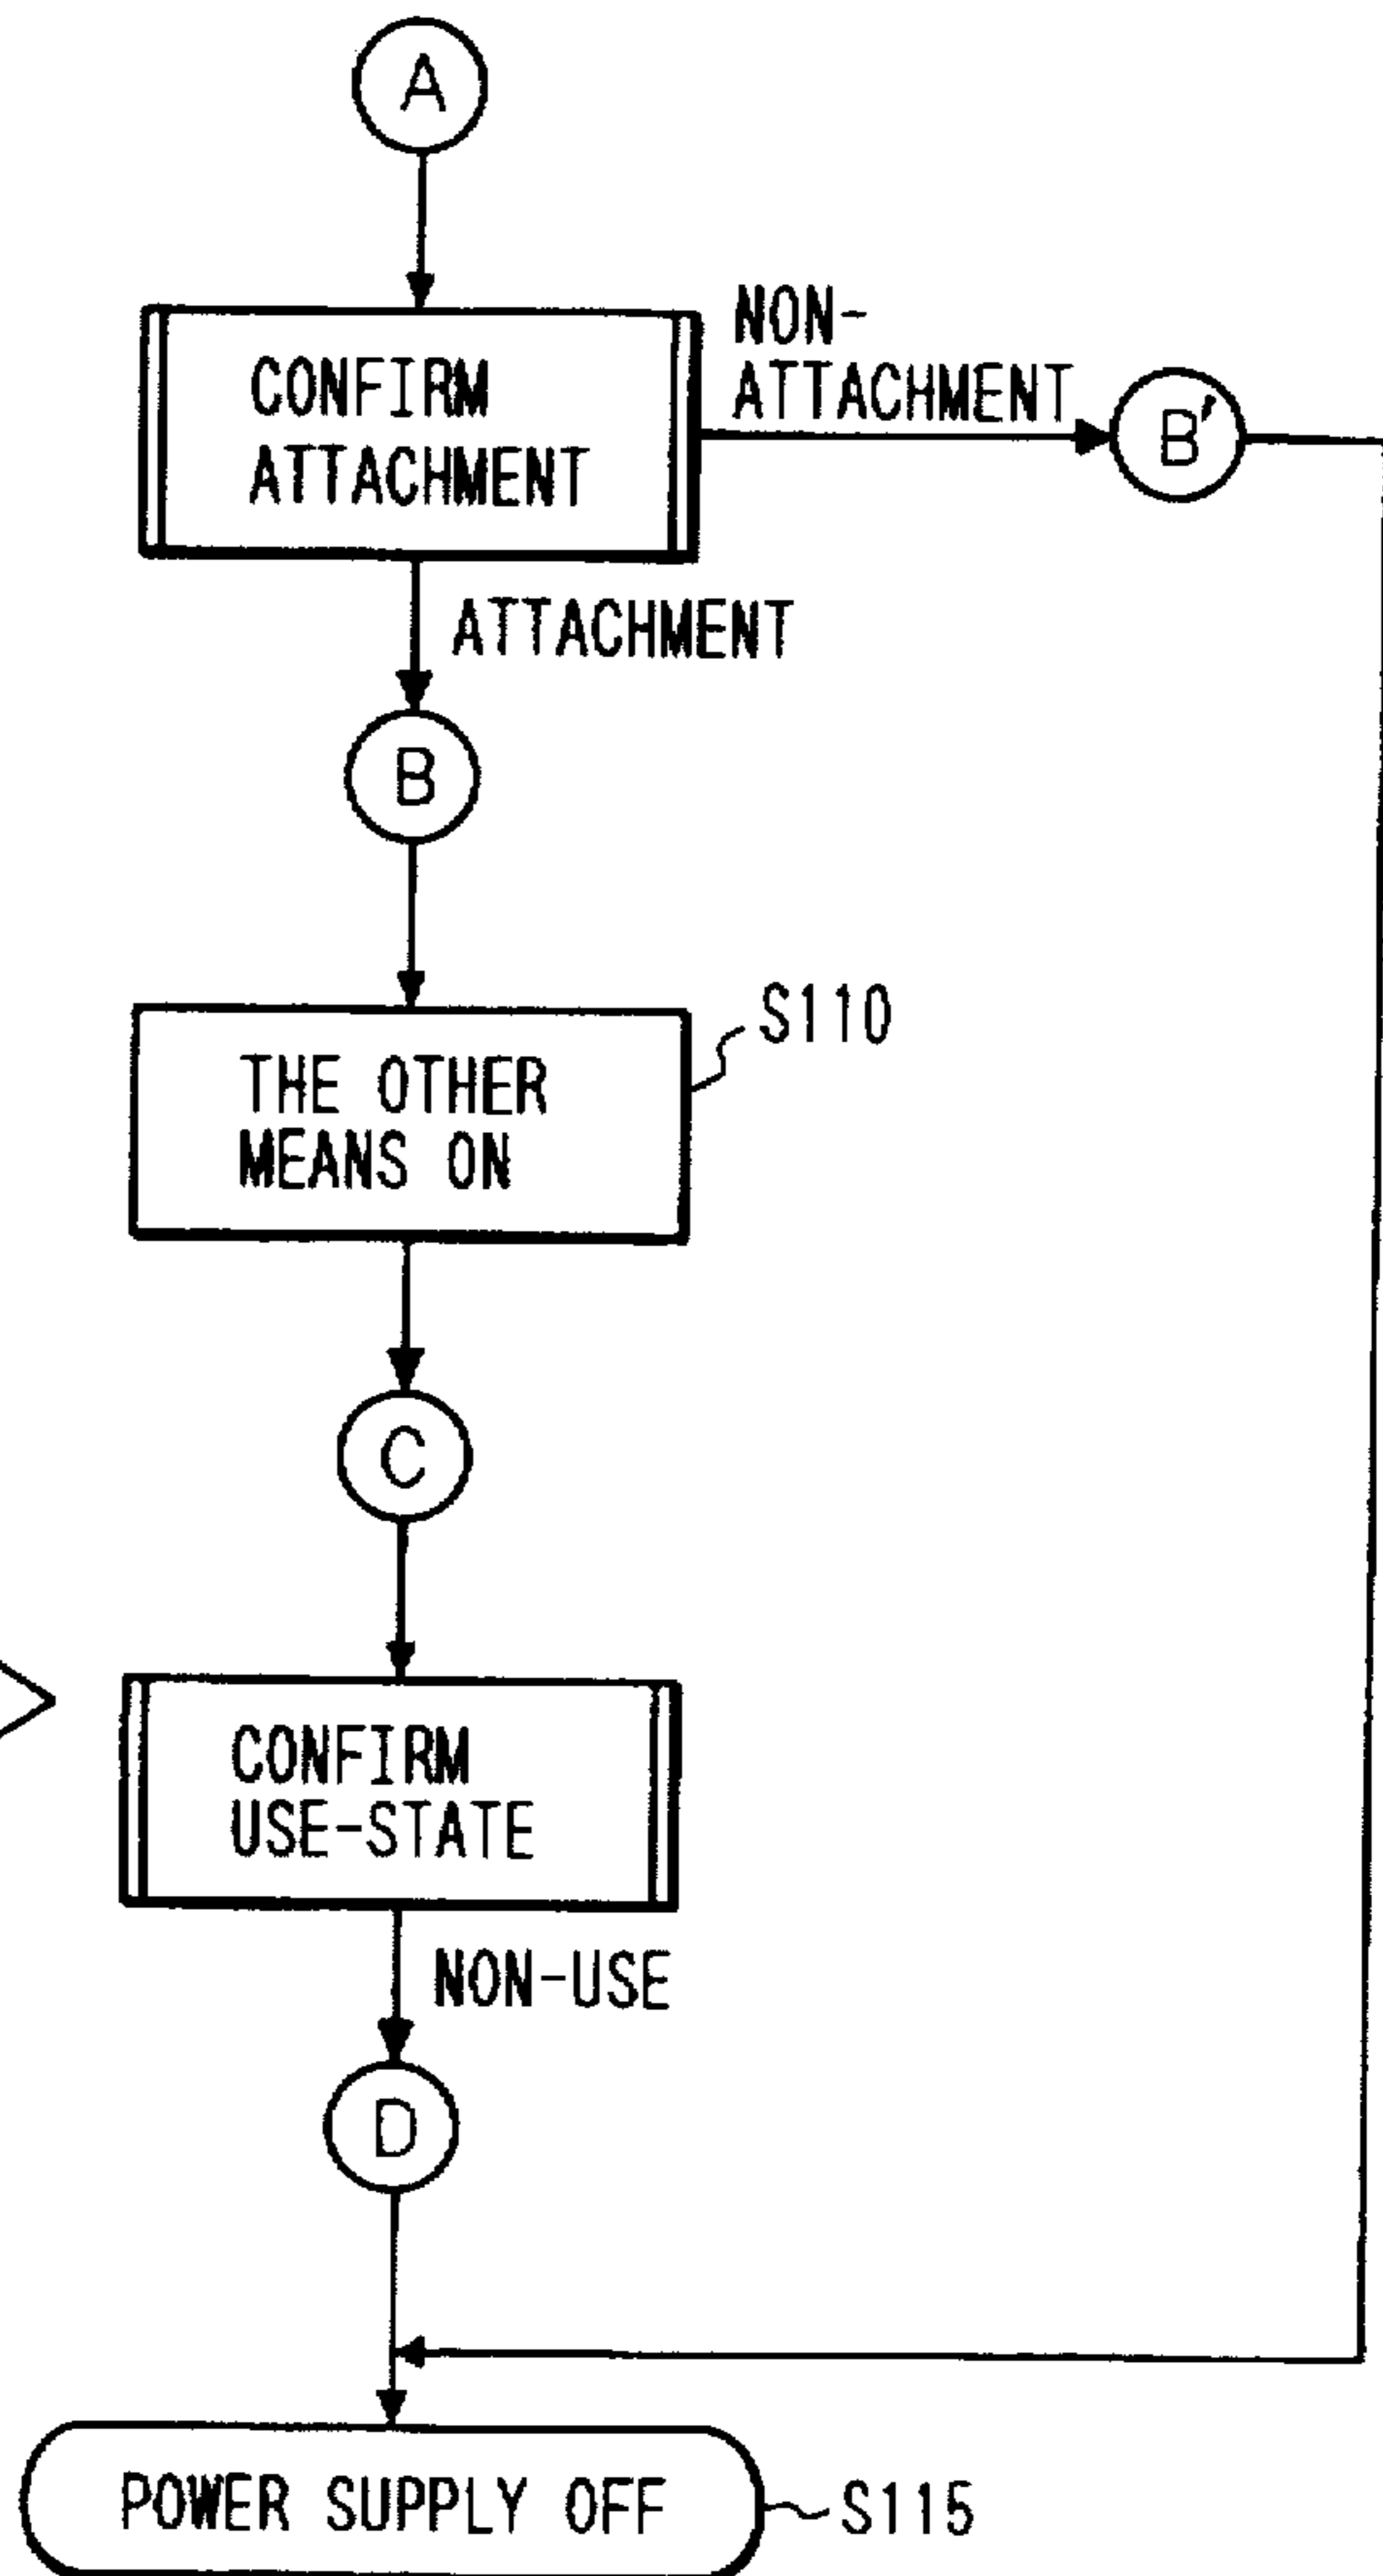 A
CONFIRM
ATTACHMENT
NON-
ATTACHMENT
B'
ATTACHMENT
B
THE OTHER
MEANS ON
S110
C
CONFIRM
USE-STATE
NON-USE
D
POWER SUPPLY OFF
S115